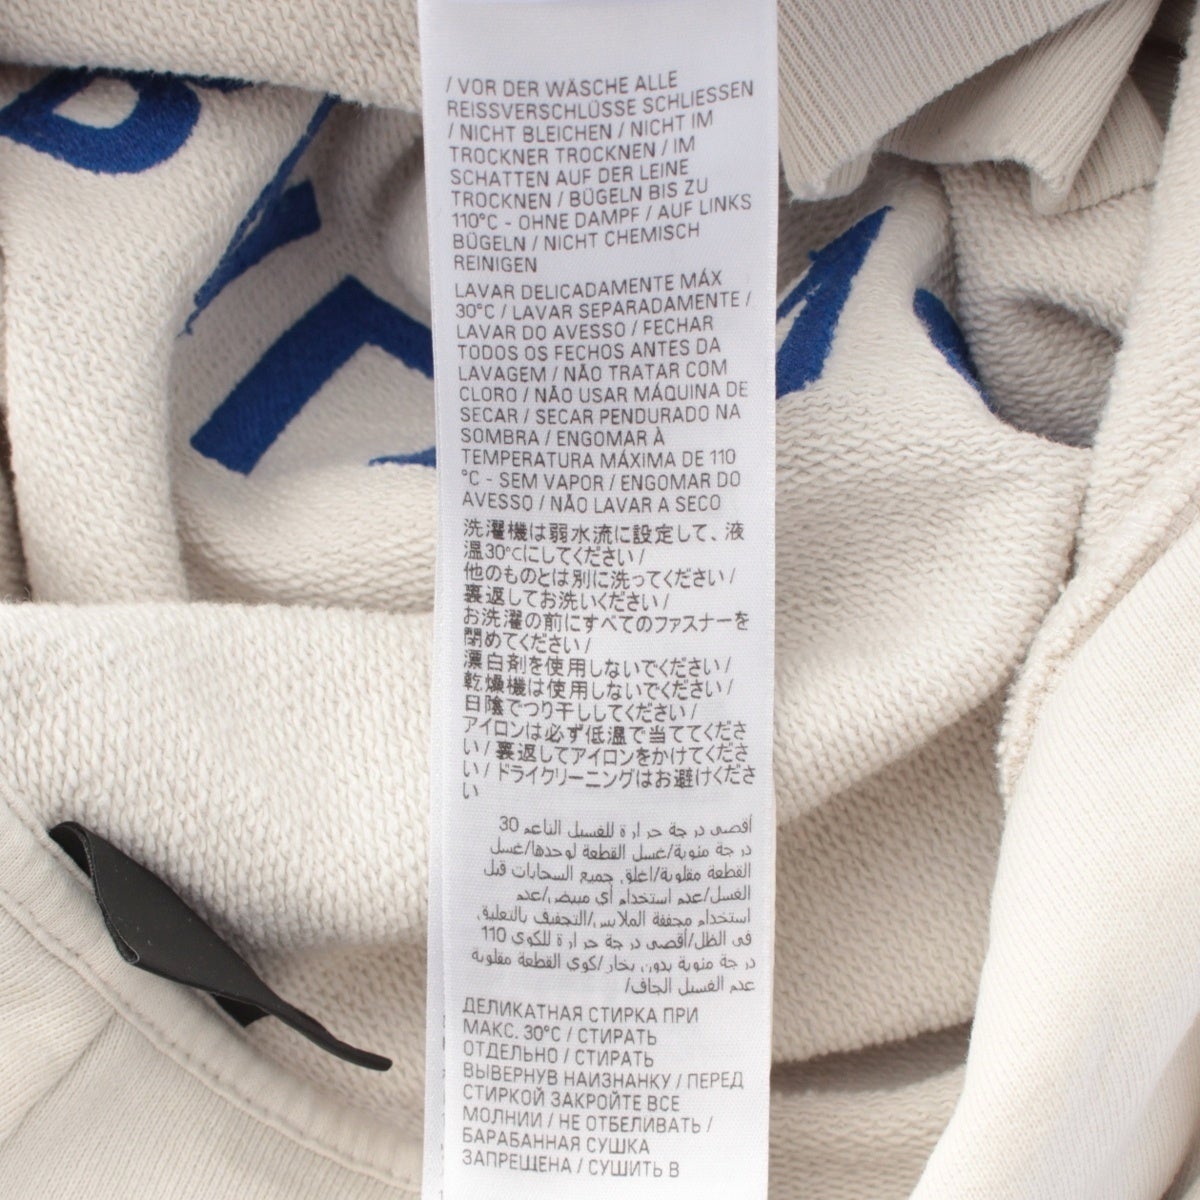 / VOR DER WÄSCHE ALLE
REISSVERSCHLÜSSE SCHLIESSEN
/ NICHT BLEICHEN / NICHT IM
TROCKNER TROCKNEN / IM
SCHATTEN AUF DER LEINE
TROCKNEN / BÜGELN BIS ZU
110°C - OHNE DAMPF / AUF LINKS
BÜGELN / NICHT CHEMISCH
REINIGEN
LAVAR DELICADAMENTE MÁX
30°C / LAVAR SEPARADAMENTE /
LAVAR DO AVESSO / FECHAR
TODOS OS FECHOS ANTES DA
LAVAGEM / NÃO TRATAR COM
CLORO / NÃO USAR MÁQUINA DE
SECAR / SECAR PENDURADO NA
SOMBRA / ENGOMAR À
TEMPERATURA MÁXIMA DE 110
°C - SEM VAPOR / ENGOMAR DO
AVESSO / NÃO LAVAR A SECO
洗濯機は弱水流に設定して、液
温30℃にしてください /
他のものとは別に洗ってください /
裏返してお洗いください /
お洗濯の前にすべてのファスナーを
閉めてください /
漂白剤を使用しないでください /
乾燥機は使用しないでください /
日陰でつり干ししてください /
アイロンは必ず低温で当ててくださ
い / 裏返してアイロンをかけてくださ
い / ドライクリーニングはお避けくださ
い
أقصى درجة حرارة للغسيل الناعم 30
درجة مئوية/غسل القطعة لوحدها/غسل
القطعة مقلوبة/اغلق جميع السحابات قبل
الغسل/عدم استخدام أي مبيض/عدم
استخدام مجففة الملابس/التجفيف بالتعليق
في الظل/أقصى درجة حرارة للكوي 110
درجة مئوية بدون بخار/كوي القطعة مقلوبة
عدم الغسيل الجاف/
ДЕЛИКАТНАЯ СТИРКА ПРИ
МАКС. 30°C / СТИРАТЬ
ОТДЕЛЬНО / СТИРАТЬ
ВЫВЕРНУВ НАИЗНАНКУ / ПЕРЕД
СТИРКОЙ ЗАКРОЙТЕ ВСЕ
МОЛНИИ / НЕ ОТБЕЛИВАТЬ /
БАРАБАННАЯ СУШКА
ЗАПРЕЩЕНА / СУШИТЬ В